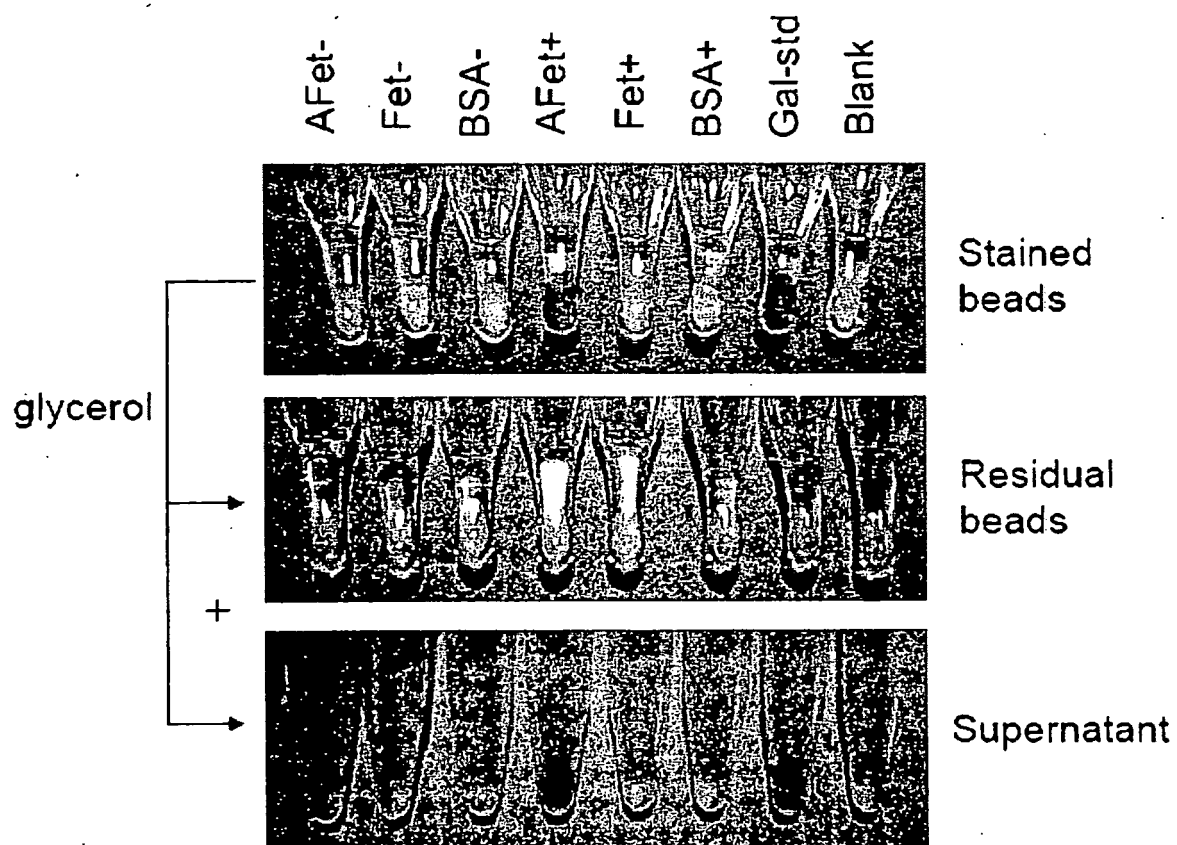 AFet-
Fet-
BSA-
AFet+
Fet+
BSA+
Gal-std
Blank
Stained
beads
glycerol
Residual
beads
+
Supernatant